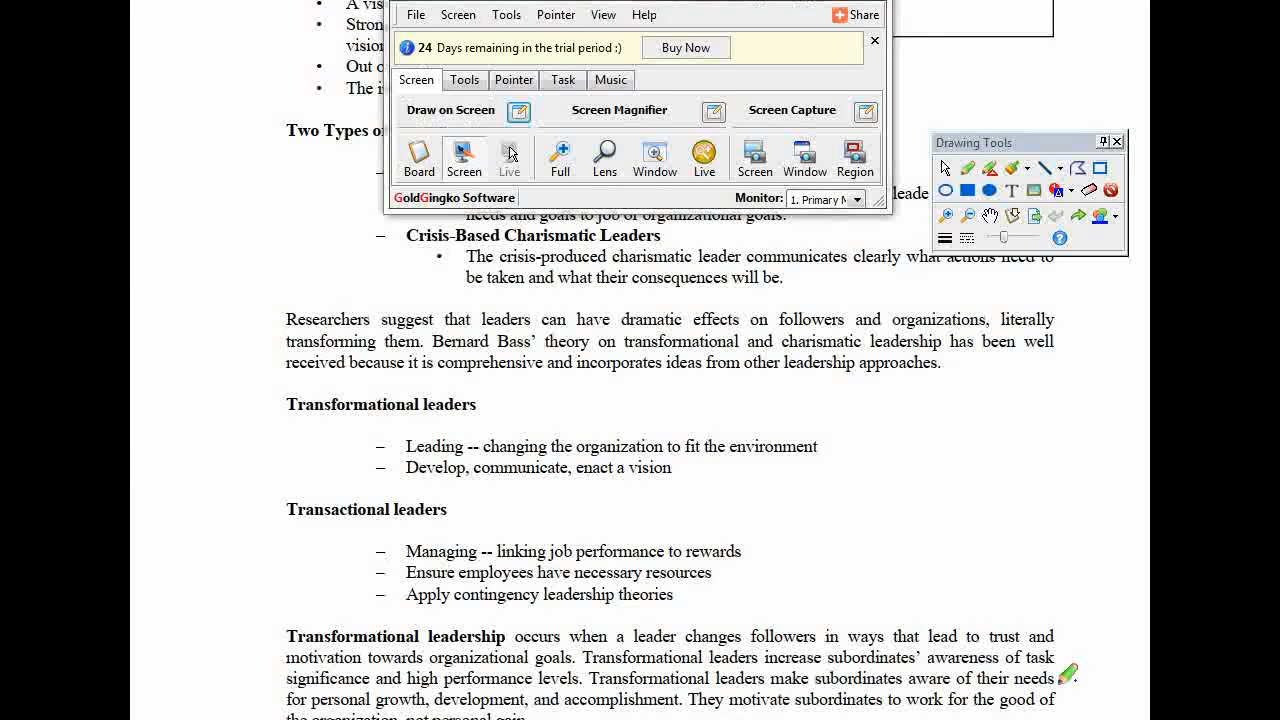 A vis
Stron
vision
Out o
The i
Two Types o
File Screen Tools Pointer View Help Share
24 Days remaining in the trial period ;) Buy Now
Screen Tools Pointer Task Music
Draw on Screen Screen Magnifier Screen Capture
Board Screen Live Full Lens Window Live Screen Window Region
GoldGingko Software Monitor: 1. Primary M
Drawing Tools
leade
needs and goals to job or organizational goals.
– Crisis-Based Charismatic Leaders
• The crisis-produced charismatic leader communicates clearly what actions need to
be taken and what their consequences will be.
Researchers suggest that leaders can have dramatic effects on followers and organizations, literally
transforming them. Bernard Bass’ theory on transformational and charismatic leadership has been well
received because it is comprehensive and incorporates ideas from other leadership approaches.
Transformational leaders
– Leading -- changing the organization to fit the environment
– Develop, communicate, enact a vision
Transactional leaders
– Managing -- linking job performance to rewards
– Ensure employees have necessary resources
– Apply contingency leadership theories
Transformational leadership occurs when a leader changes followers in ways that lead to trust and
motivation towards organizational goals. Transformational leaders increase subordinates’ awareness of task
significance and high performance levels. Transformational leaders make subordinates aware of their needs
for personal growth, development, and accomplishment. They motivate subordinates to work for the good of
the organization, not personal gain.